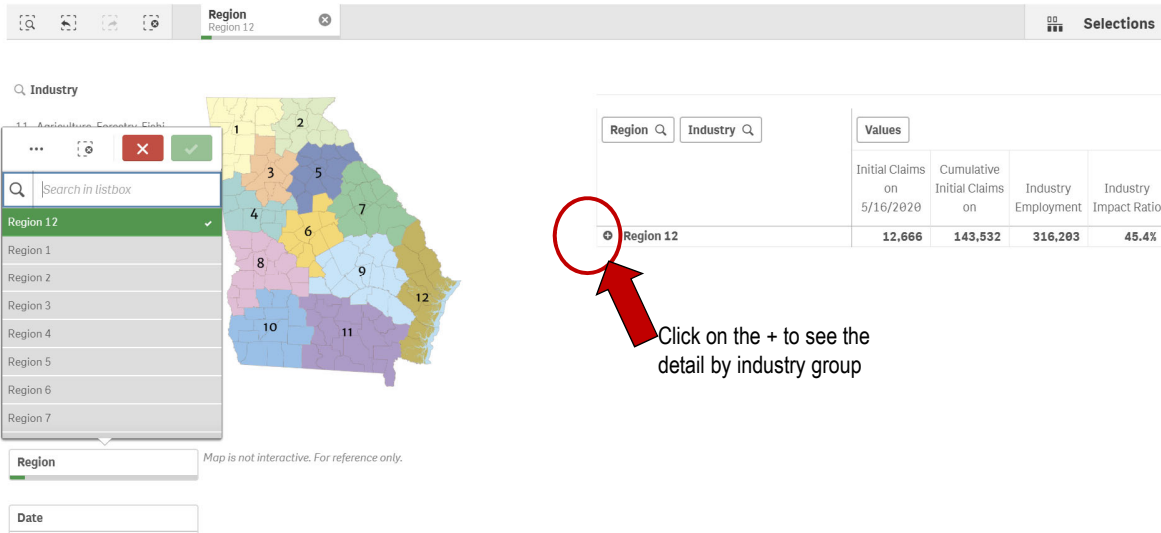 Region
Region 12
Selections
Industry
11 Agriculture, Forestry, Fishi
Search in listbox
Region 12
Region 1
Region 2
Region 3
Region 4
Region 5
Region 6
Region 7
Region
Date
1
2
3
5
4
7
6
8
9
12
10
11
Map is not interactive. For reference only.
Region Industry
Values
Initial Claims on 5/16/2020
Cumulative Initial Claims on
Industry Employment
Industry Impact Ratio
Region 12 12,666 143,532 316,203 45.4%
Click on the + to see the
detail by industry group